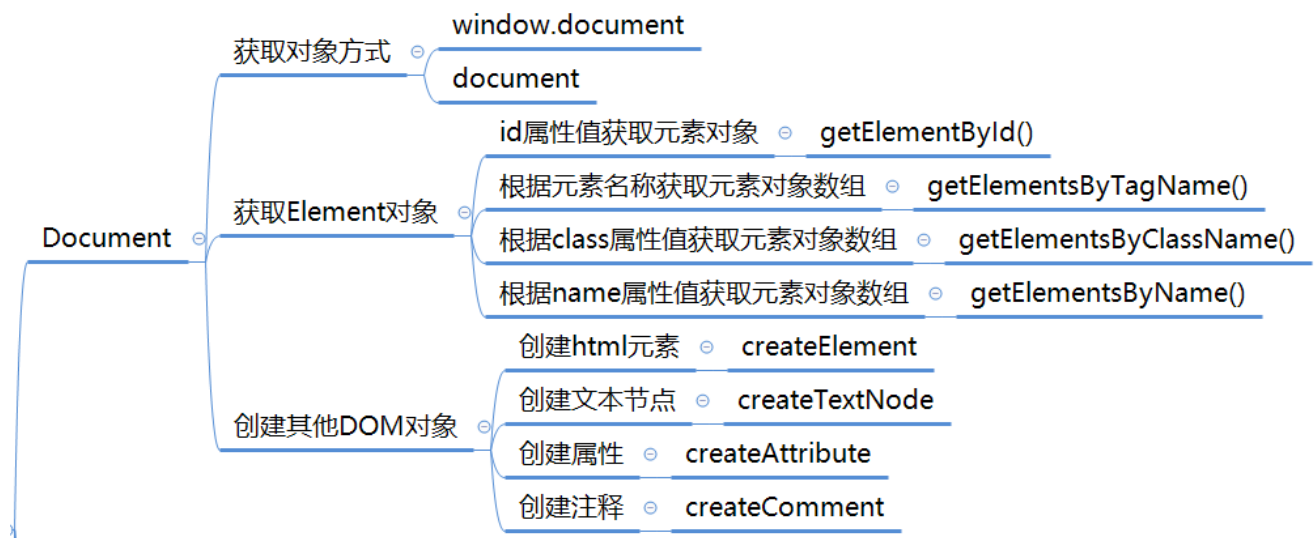 Document
获取对象方式
window.document
document
获取Element对象
id属性值获取元素对象
getElementById()
根据元素名称获取元素对象数组
getElementsByTagName()
根据class属性值获取元素对象数组
getElementsByClassName()
根据name属性值获取元素对象数组
getElementsByName()
创建其他DOM对象
创建html元素
createElement
创建文本节点
createTextNode
创建属性
createAttribute
创建注释
createComment